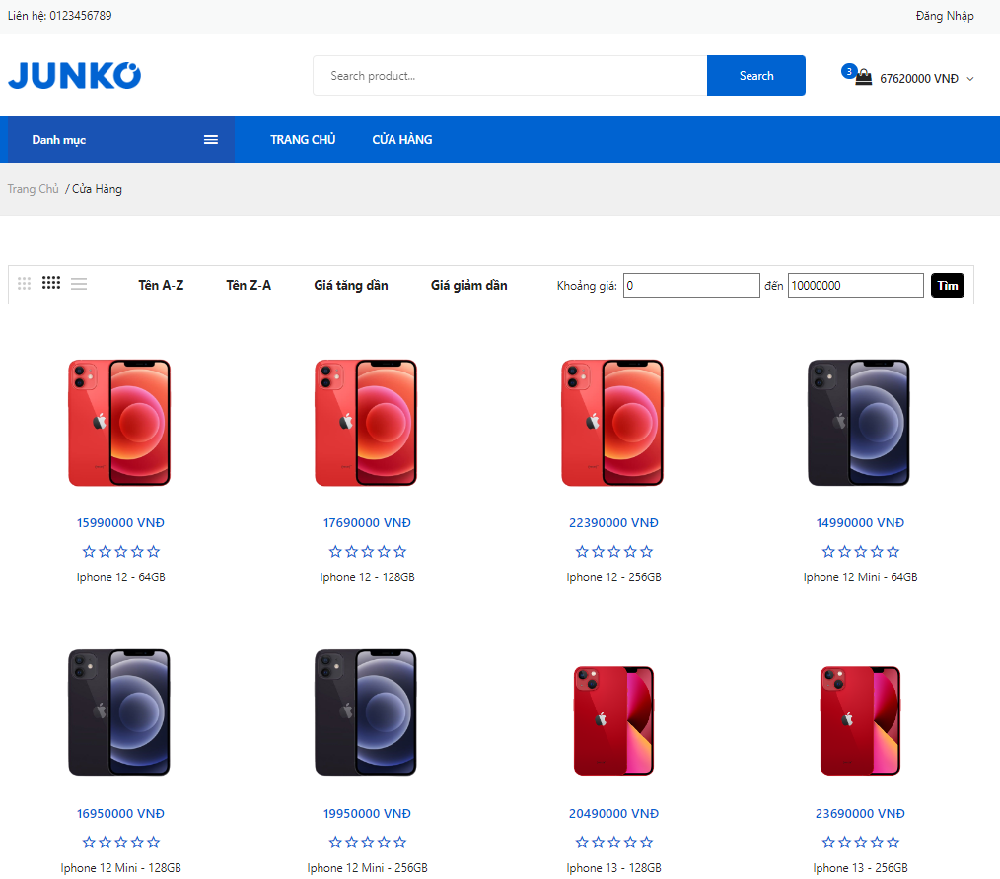 Liên hệ: 0123456789 Đăng Nhập
JUNKO Search product... Search 3 67620000 VNĐ
Danh mục TRANG CHỦ CỬA HÀNG
Trang Chủ / Cửa Hàng
Tên A-Z Tên Z-A Giá tăng dần Giá giảm dần Khoảng giá: 0 đến 10000000 Tìm
15990000 VNĐ 17690000 VNĐ 22390000 VNĐ 14990000 VNĐ
Iphone 12 - 64GB Iphone 12 - 128GB Iphone 12 - 256GB Iphone 12 Mini - 64GB
16950000 VNĐ 19950000 VNĐ 20490000 VNĐ 23690000 VNĐ
Iphone 12 Mini - 128GB Iphone 12 Mini - 256GB Iphone 13 - 128GB Iphone 13 - 256GB